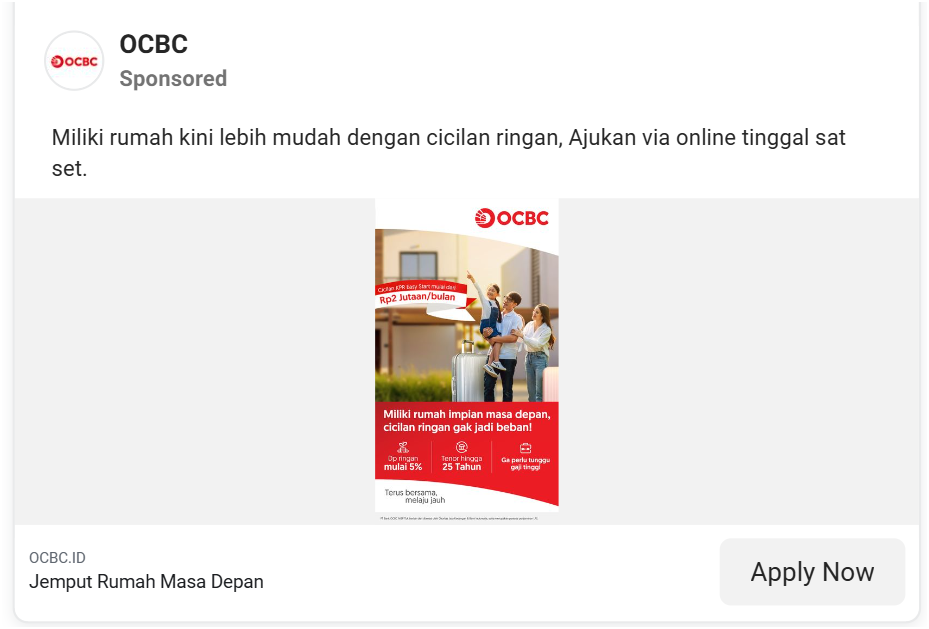 OCBC
OCBC
Sponsored
Miliki rumah kini lebih mudah dengan cicilan ringan, Ajukan via online tinggal sat
set.
OCBC
Cicilan KPR Easy Start mulai dari
Rp2 Jutaan/bulan
Miliki rumah impian masa depan,
cicilan ringan gak jadi beban!
Dp ringan
mulai 5%
Tenor hingga
25 Tahun
Ga perlu tunggu
gaji tinggi
Terus bersama,
melaju jauh
OCBC.ID
Jemput Rumah Masa Depan
Apply Now